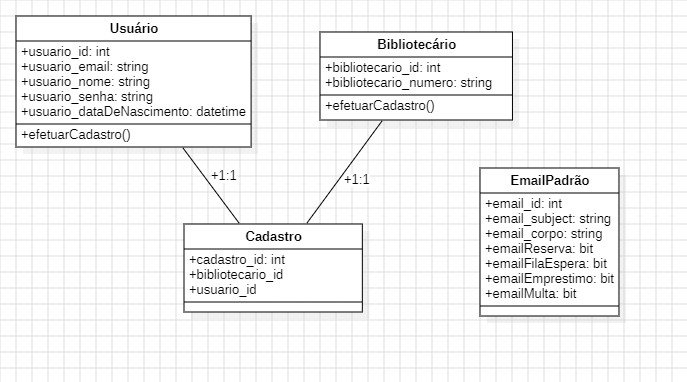 Usuário
+usuario_id: int
+usuario_email: string
+usuario_nome: string
+usuario_senha: string
+usuario_dataDeNascimento: datetime
+efetuarCadastro()
Bibliotecário
+bibliotecario_id: int
+bibliotecario_numero: string
+efetuarCadastro()
+1:1
+1:1
Cadastro
+cadastro_id: int
+bibliotecario_id
+usuario_id
EmailPadrão
+email_id: int
+email_subject: string
+email_corpo: string
+emailReserva: bit
+emailFilaEspera: bit
+emailEmprestimo: bit
+emailMulta: bit